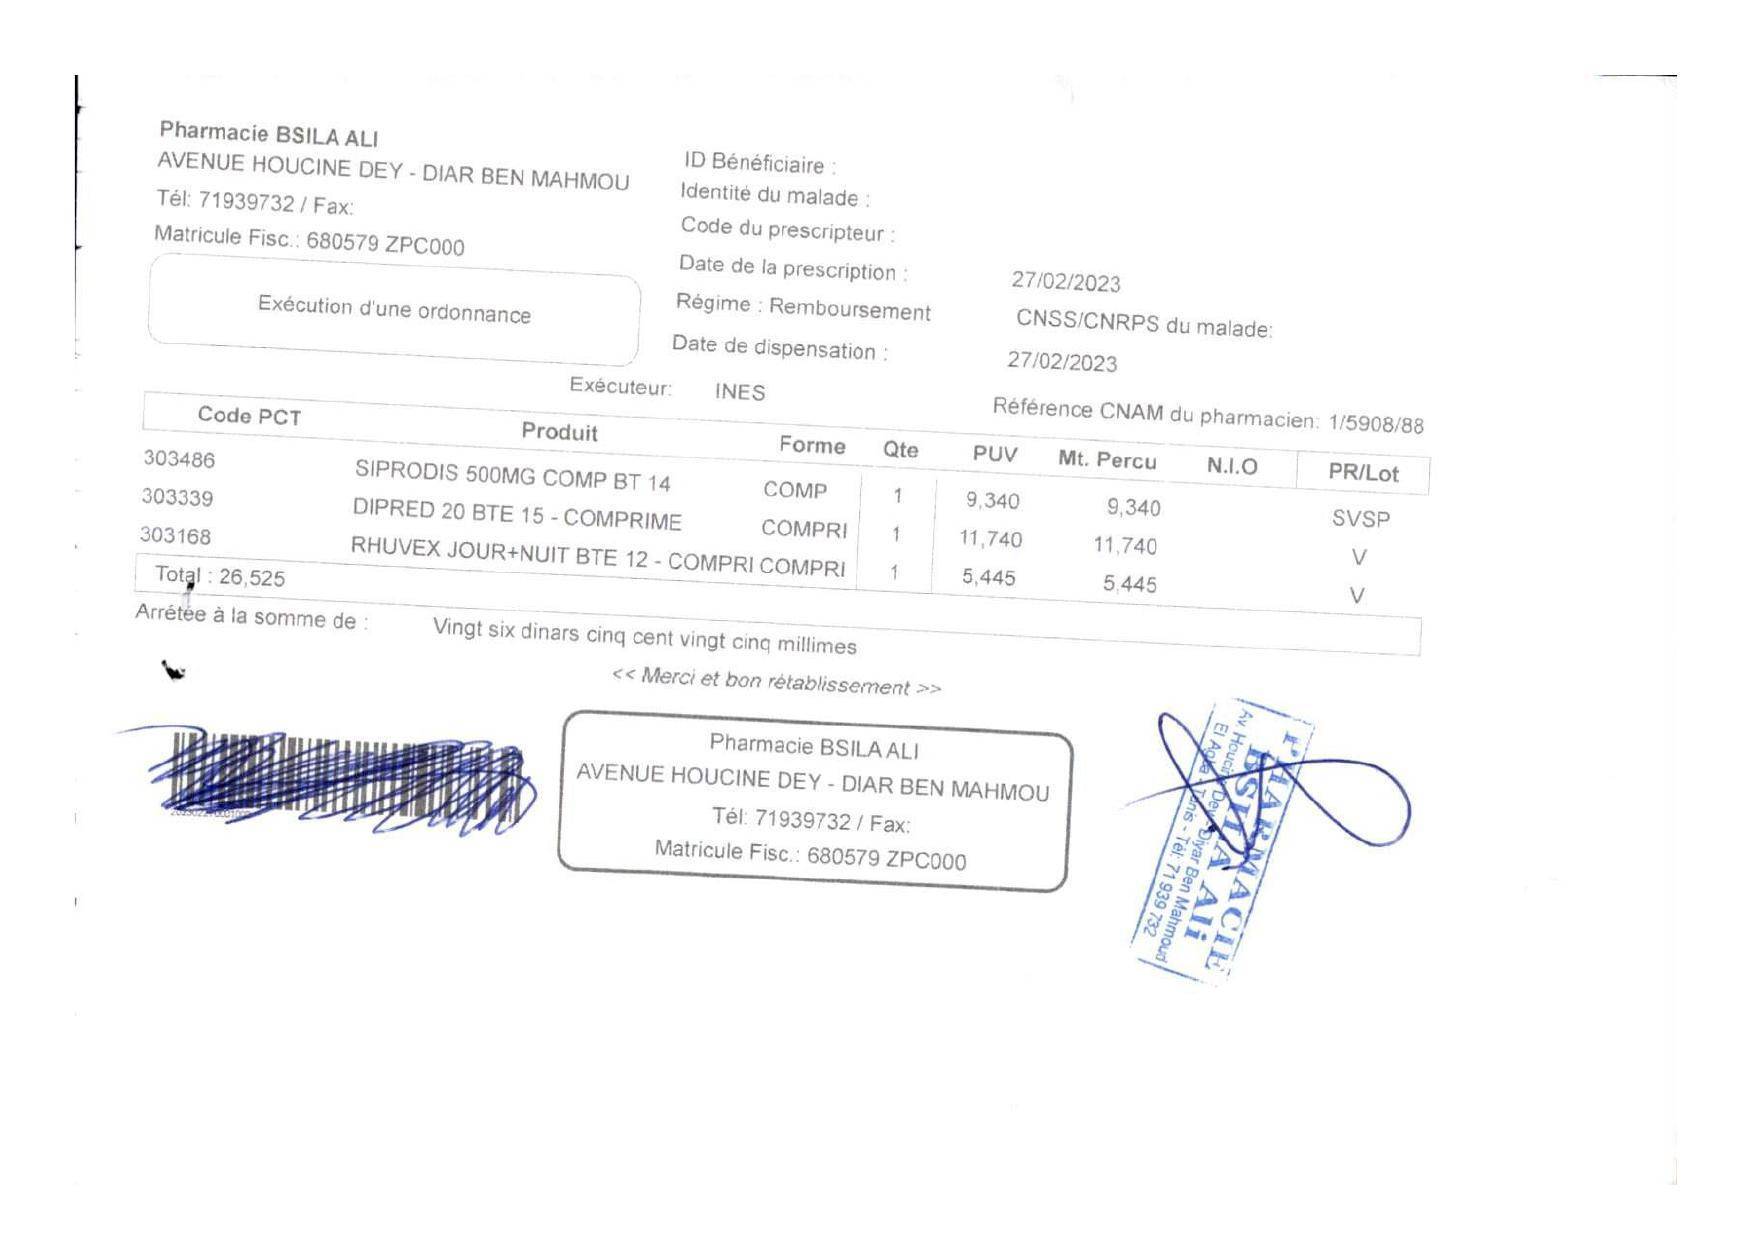 Pharmacie BSILA ALI
AVENUE HOUCINE DEY - DIAR BEN MAHMOU
Tél: 71939732 / Fax:
Matricule Fisc.: 680579 ZPC000
Exécution d'une ordonnance
ID Bénéficiaire :
Identité du malade :
Code du prescripteur :
Date de la prescription : 27/02/2023
Régime : Remboursement CNSS/CNRPS du malade:
Date de dispensation : 27/02/2023
Exécuteur: INES Référence CNAM du pharmacien: 1/5908/88
Code PCT Produit Forme Qte PUV Mt. Percu N.I.O PR/Lot
303486 SIPRODIS 500MG COMP BT 14 COMP 1 9,340 9,340 SVSP
303339 DIPRED 20 BTE 15 - COMPRIME COMPRI 1 11,740 11,740 V
303168 RHUVEX JOUR+NUIT BTE 12 - COMPRI COMPRI 1 5,445 5,445 V
Total : 26,525
Arrêtée à la somme de : Vingt six dinars cinq cent vingt cinq millimes
<< Merci et bon rétablissement >>
Pharmacie BSILA ALI
AVENUE HOUCINE DEY - DIAR BEN MAHMOU
Tél: 71939732 / Fax:
Matricule Fisc.: 680579 ZPC000
PHARMACIE
BSILA Ali
Av. Houcine Dey - Diyar Ben Mahmoud
El Agba - Tunis - Tél: 71 939 732